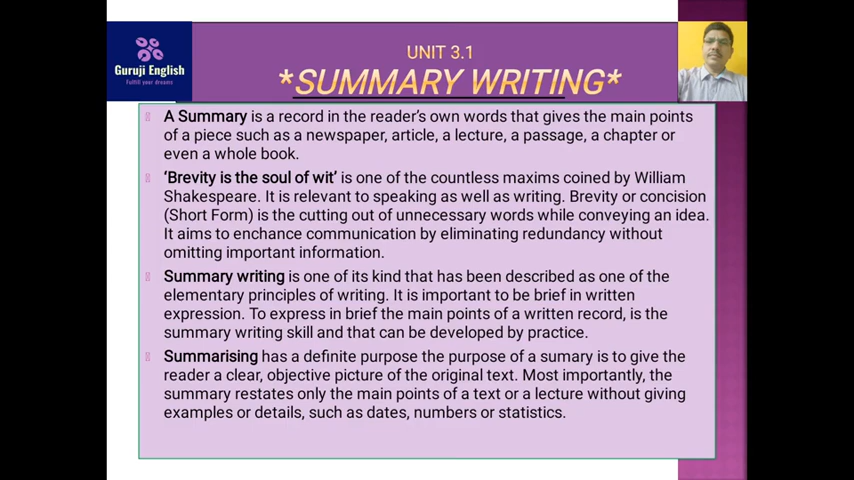 Guruji English
Fulfill your dreams
UNIT 3.1
*SUMMARY WRITING*
A Summary is a record in the reader's own words that gives the main points
of a piece such as a newspaper, article, a lecture, a passage, a chapter or
even a whole book.
‘Brevity is the soul of wit’ is one of the countless maxims coined by William
Shakespeare. It is relevant to speaking as well as writing. Brevity or concision
(Short Form) is the cutting out of unnecessary words while conveying an idea.
It aims to enchance communication by eliminating redundancy without
omitting important information.
Summary writing is one of its kind that has been described as one of the
elementary principles of writing. It is important to be brief in written
expression. To express in brief the main points of a written record, is the
summary writing skill and that can be developed by practice.
Summarising has a definite purpose the purpose of a sumary is to give the
reader a clear, objective picture of the original text. Most importantly, the
summary restates only the main points of a text or a lecture without giving
examples or details, such as dates, numbers or statistics.